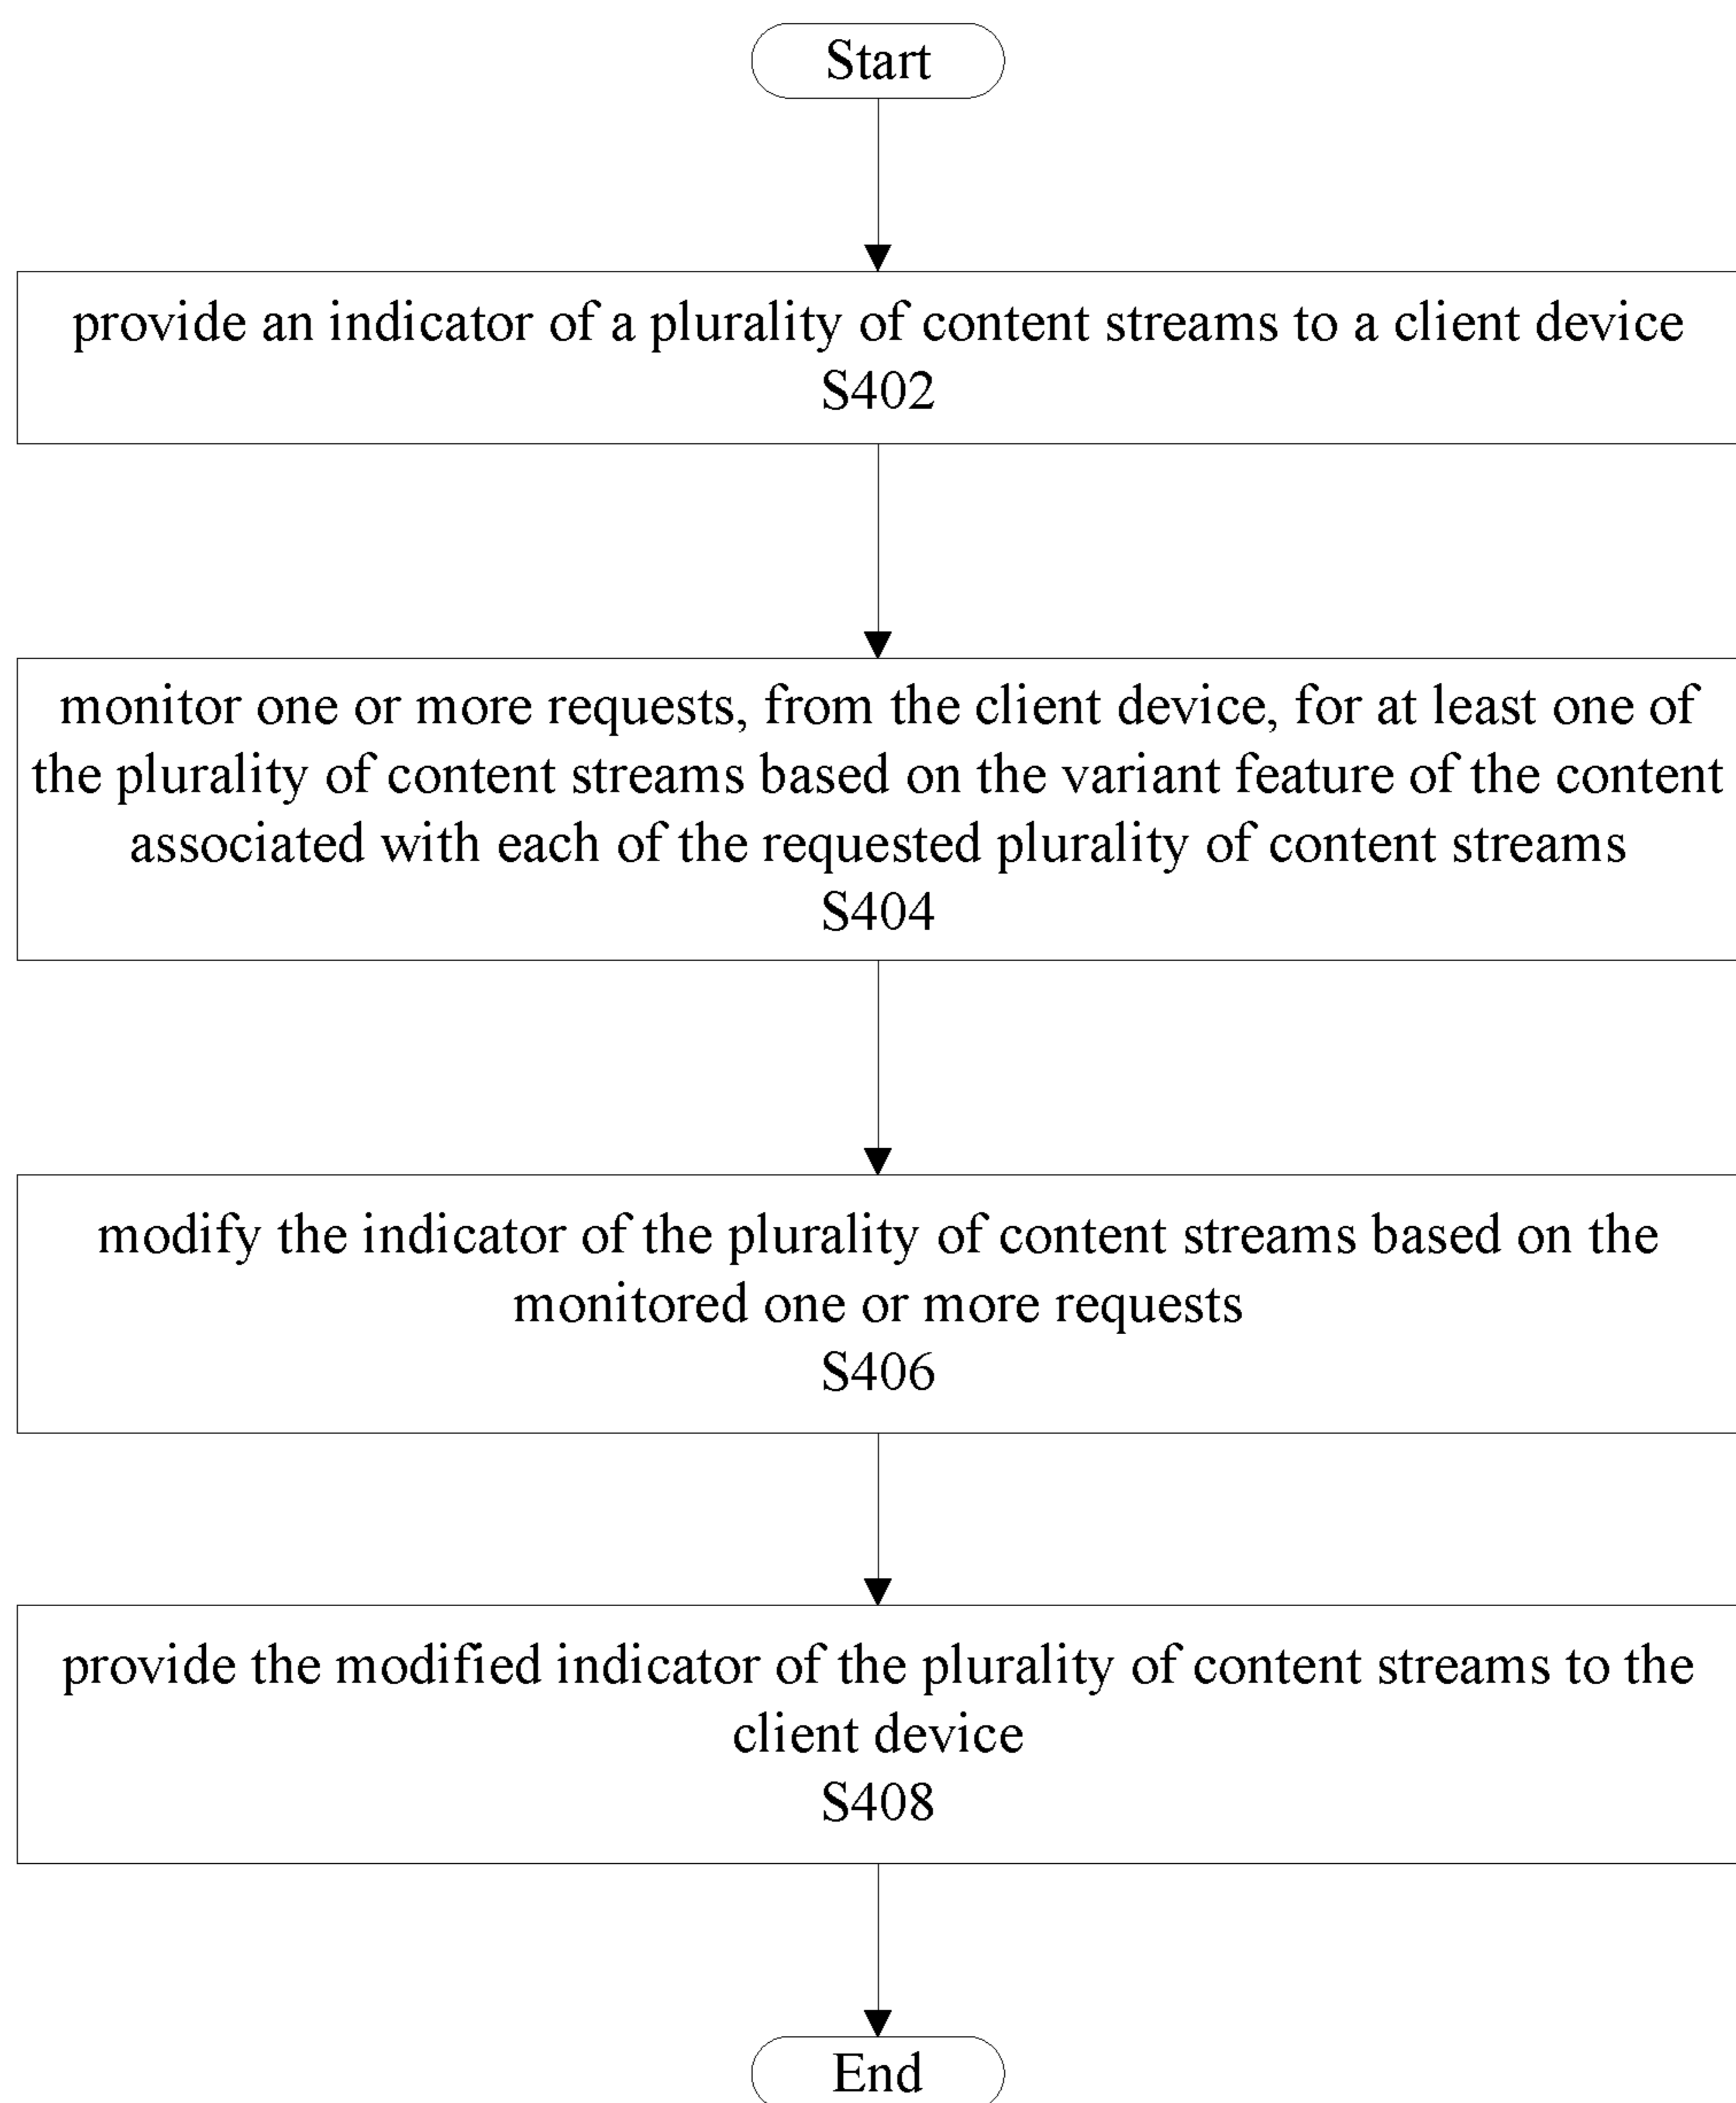 Start
provide an indicator of a plurality of content streams to a client device
S402
monitor one or more requests, from the client device, for at least one of
the plurality of content streams based on the variant feature of the content
associated with each of the requested plurality of content streams
S404
modify the indicator of the plurality of content streams based on the
monitored one or more requests
S406
provide the modified indicator of the plurality of content streams to the
client device
S408
End